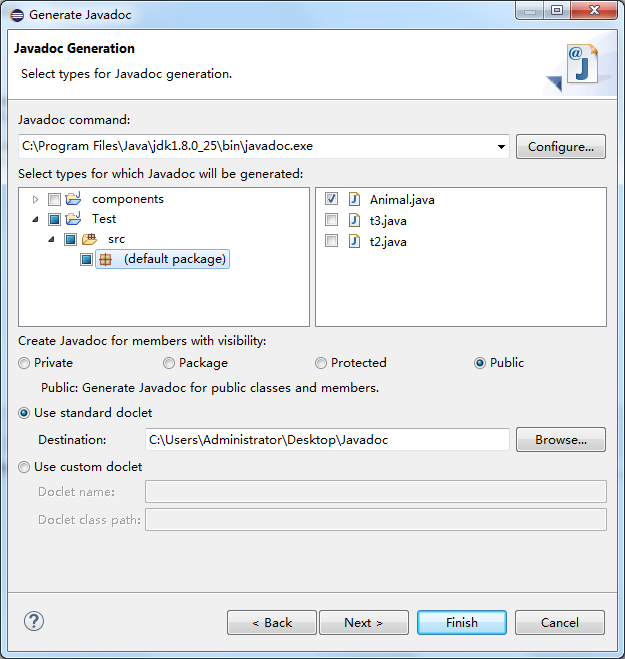 Generate Javadoc
Javadoc Generation
Select types for Javadoc generation.
@
J
Javadoc command:
C:\Program Files\Java\jdk1.8.0_25\bin\javadoc.exe
Configure...
Select types for which Javadoc will be generated:
components
Test
src
(default package)
Animal.java
t3.java
t2.java
Create Javadoc for members with visibility:
Private Package Protected Public
Public: Generate Javadoc for public classes and members.
Use standard doclet
Destination: C:\Users\Administrator\Desktop\Javadoc Browse...
Use custom doclet
Doclet name:
Doclet class path:
? < Back Next > Finish Cancel